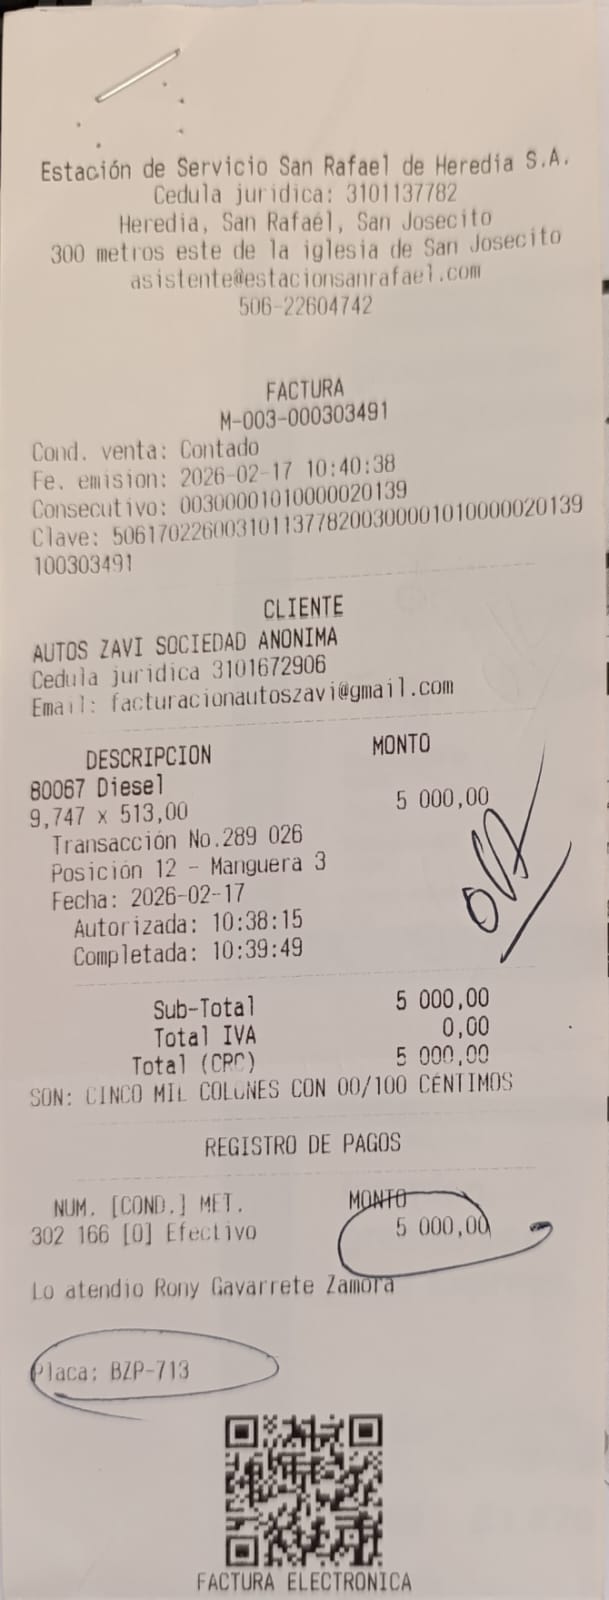 Estación de Servicio San Rafael de Heredia S.A.
Cedula juridica: 3101137782
Heredia, San Rafael, San Josecito
300 metros este de la iglesia de San Josecito
asistente@estacionsanrafael.com
506-22604742
FACTURA
M-003-000303491
Cond. venta: Contado
Fe. emision: 2026-02-17 10:40:38
Consecutivo: 00300001010000020139
Clave: 50617022600310113778200300001010000020139
100303491
CLIENTE
AUTOS ZAVI SOCIEDAD ANONIMA
Cedula juridica 3101672906
Email: facturacionautoszavi@gmail.com
DESCRIPCION MONTO
80067 Diesel
9,747 x 513,00 5 000,00
Transacción No.289 026
Posición 12 - Manguera 3
Fecha: 2026-02-17
Autorizada: 10:38:15
Completada: 10:39:49
Sub-Total 5 000,00
Total IVA 0,00
Total (CRC) 5 000,00
SON: CINCO MIL COLONES CON 00/100 CÉNTIMOS
REGISTRO DE PAGOS
NUM. [COND.] MET. MONTO
302 166 [0] Efectivo 5 000,00
Lo atendio Rony Gavarrete Zamora
Placa: BZP-713
FACTURA ELECTRONICA